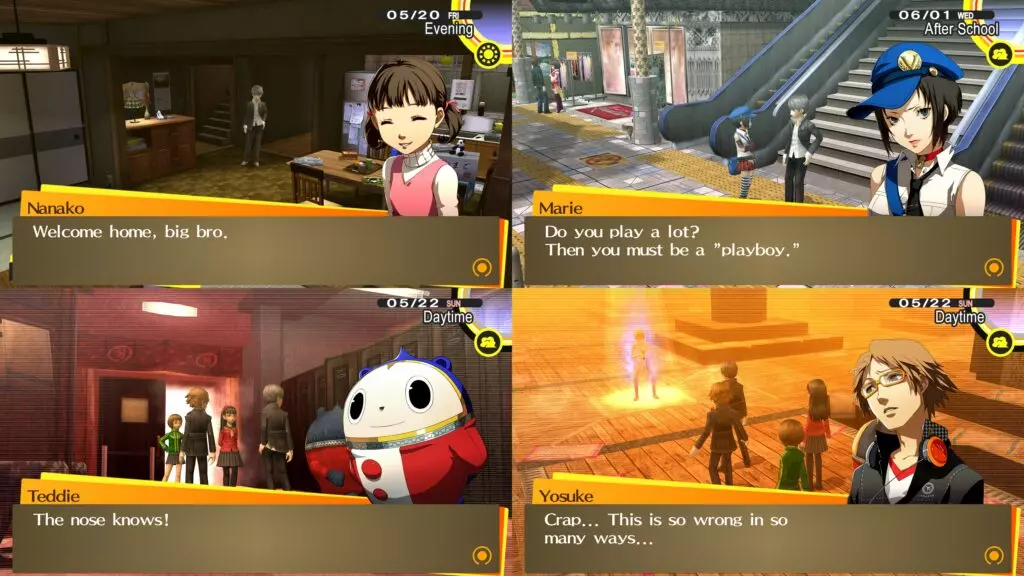 05/20 FRI
Evening
Nanako
Welcome home, big bro.
06/01 WED
After School
Marie
Do you play a lot?
Then you must be a "playboy."
05/22 SUN
Daytime
Teddie
The nose knows!
05/22 SUN
Daytime
Yosuke
Crap... This is so wrong in so
many ways...